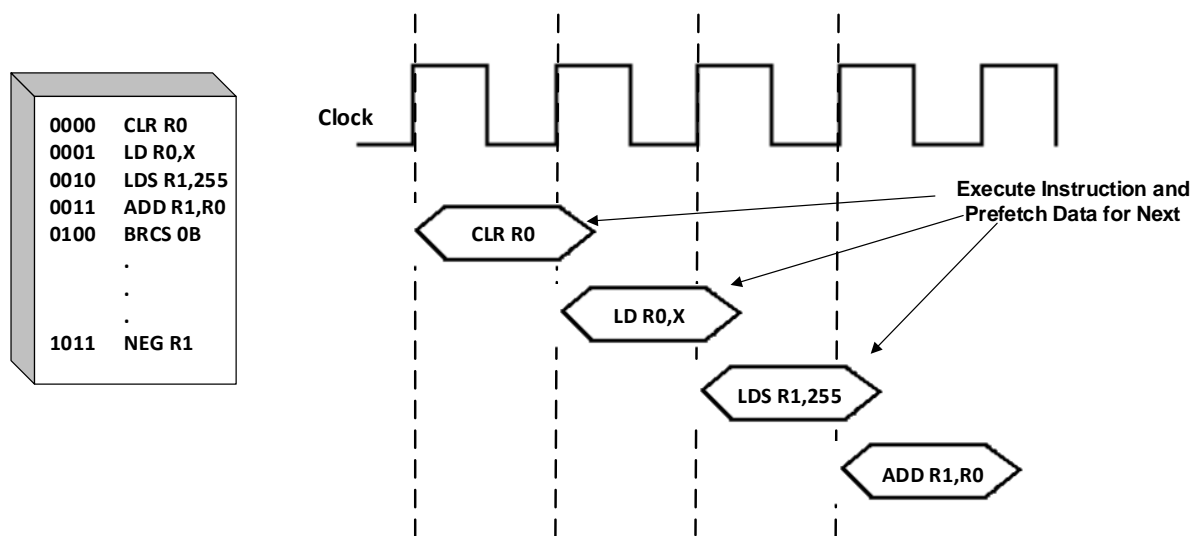 0000 CLR R0
0001 LD R0,X
0010 LDS R1,255
0011 ADD R1,R0
0100 BRCS 0B
.
.
.
1011 NEG R1
Clock
Execute Instruction and
Prefetch Data for Next
CLR R0
LD R0,X
LDS R1,255
ADD R1,R0